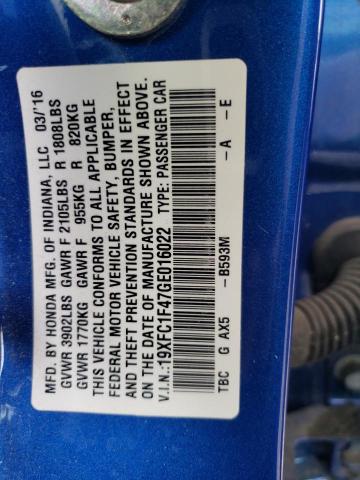 MFD. BY HONDA MFG. OF INDIANA, LLC 03/'16
GVWR 3902LBS GAWR F 2105LBS R 1808LBS
GVWR 1770KG GAWR F 955KG R 820KG
THIS VEHICLE CONFORMS TO ALL APPLICABLE
FEDERAL MOTOR VEHICLE SAFETY, BUMPER,
AND THEFT PREVENTION STANDARDS IN EFFECT
ON THE DATE OF MANUFACTURE SHOWN ABOVE.
V.I.N.:19XFC1F47GE016022 TYPE: PASSENGER CAR
TBC G AX5 -B593M -A -E